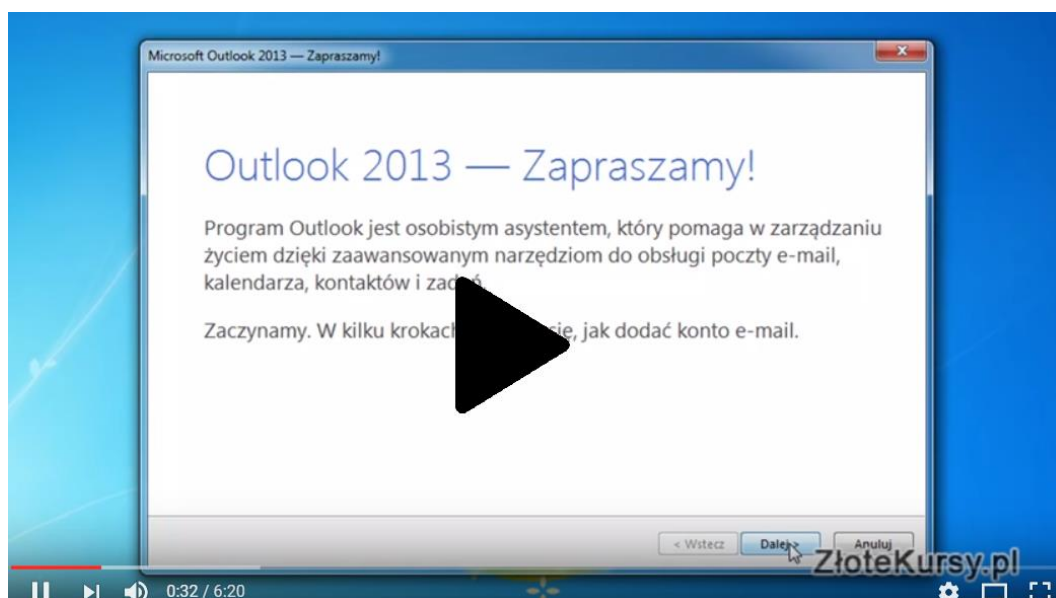 Microsoft Outlook 2013 — Zapraszamy!
Outlook 2013 — Zapraszamy!
Program Outlook jest osobistym asystentem, który pomaga w zarządzaniu
życiem dzięki zaawansowanym narzędziom do obsługi poczty e-mail,
kalendarza, kontaktów i
Zaczynamy. W kilku jak dodać konto e-mail.
< Wstecz Dalej > Anuluj
ZłoteKursy.pl
0:32 / 6:20